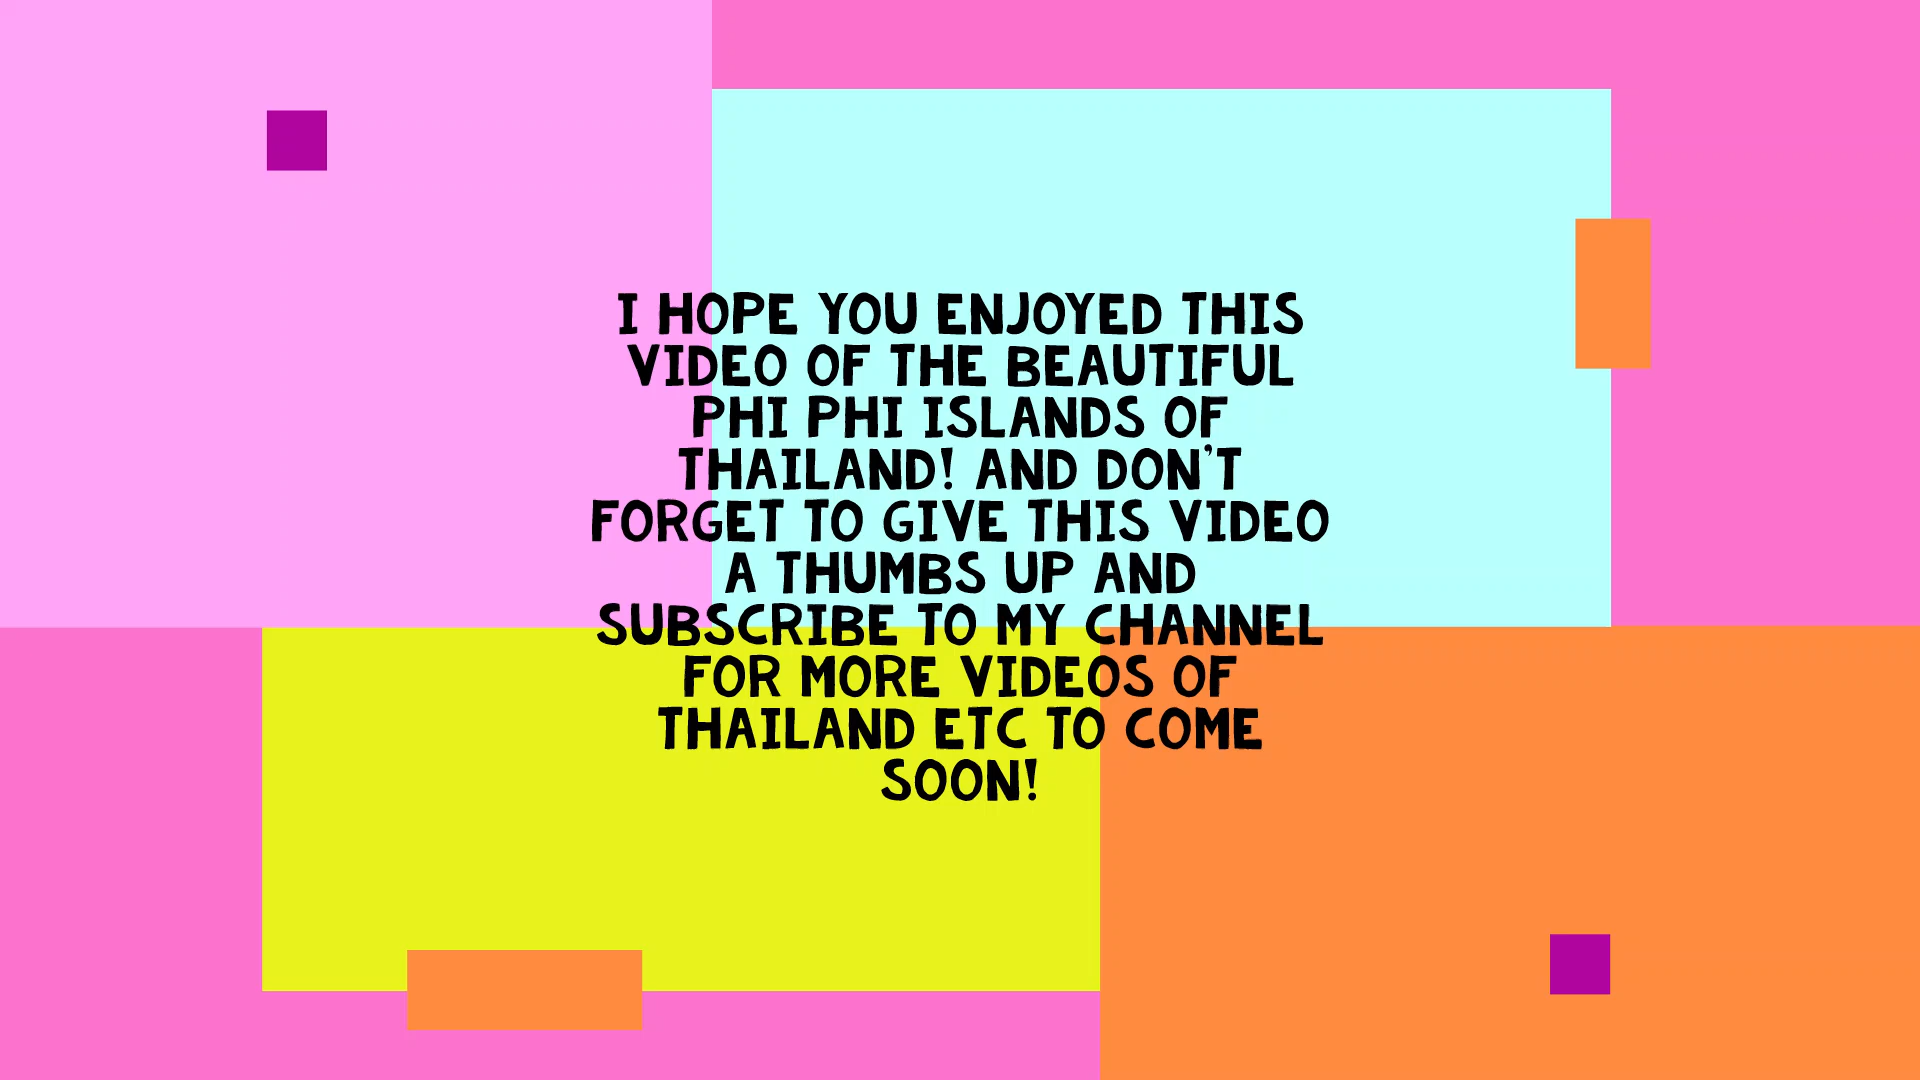 I HOPE YOU ENJOYED THIS
VIDEO OF THE BEAUTIFUL
PHI PHI ISLANDS OF
THAILAND! AND DON'T
FORGET TO GIVE THIS VIDEO
A THUMBS UP AND
SUBSCRIBE TO MY CHANNEL
FOR MORE VIDEOS OF
THAILAND ETC TO COME
SOON!